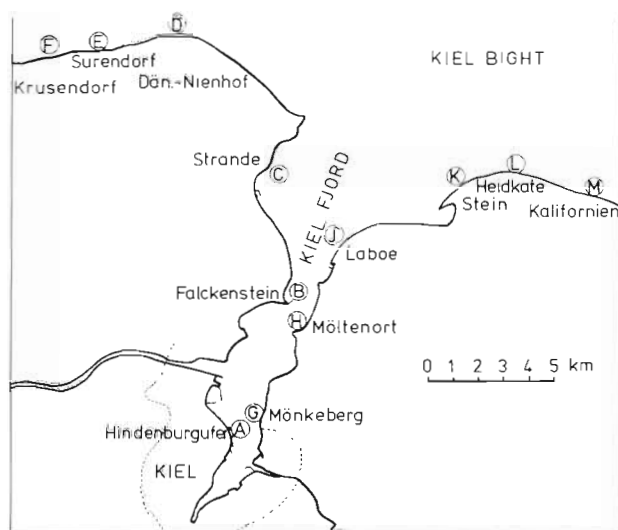 D
F
E
Surendorf
Krusendorf
Dän.-Nienhof
KIEL BIGHT
Strande
C
KIEL FJORD
K
L
M
Heidkate
Stein
Kalifornien
J
Laboe
Falckenstein
B
H
Möltenort
0 1 2 3 4 5 km
G
Mönkeberg
Hindenburgufer
A
KIEL